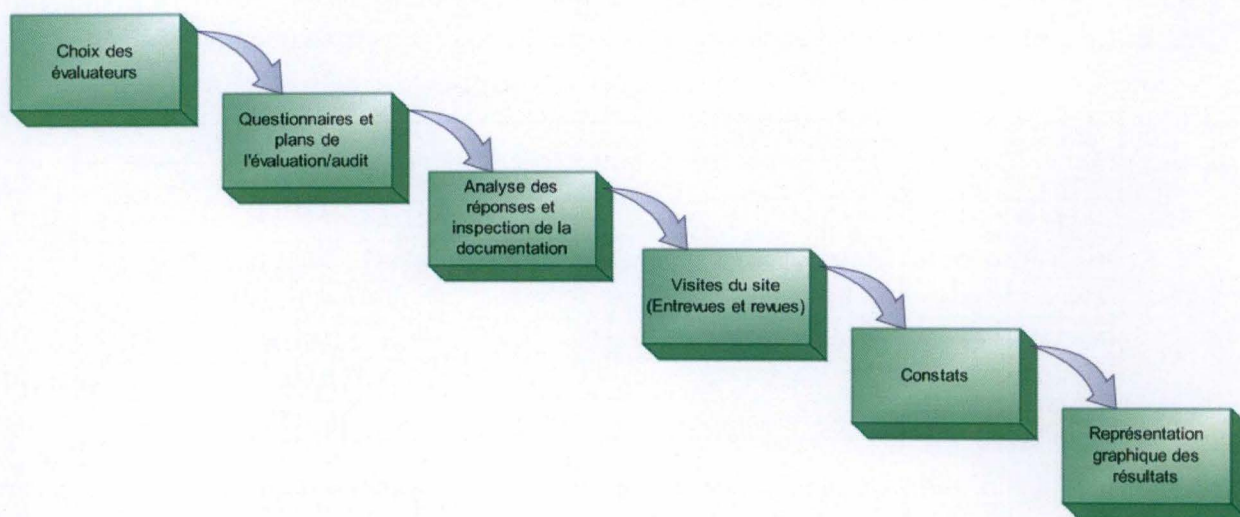 Choix des
évaluateurs
Questionnaires et
plans de
l'évaluation/audit
Analyse des
réponses et
inspection de la
documentation
Visites du site
(Entrevues et revues)
Constats
Représentation
graphique des
résultats